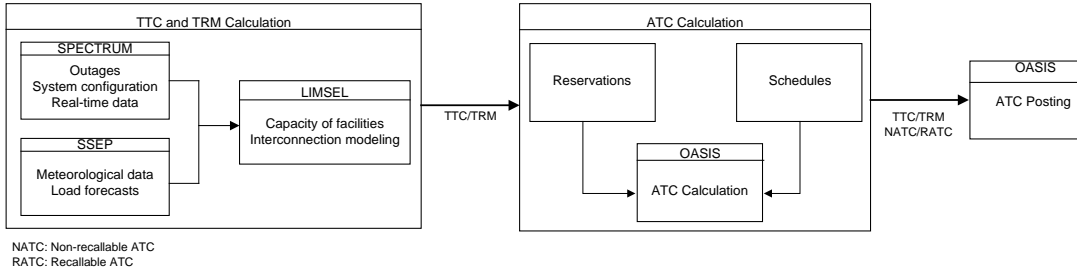 TTC and TRM Calculation
SPECTRUM
Outages
System configuration
Real-time data
SSEP
Meteorological data
Load forecasts
LIMSEL
Capacity of facilities
Interconnection modeling
TTC/TRM
ATC Calculation
Reservations
Schedules
OASIS
ATC Calculation
TTC/TRM
NATC/RATC
OASIS
ATC Posting
NATC: Non-recallable ATC
RATC: Recallable ATC